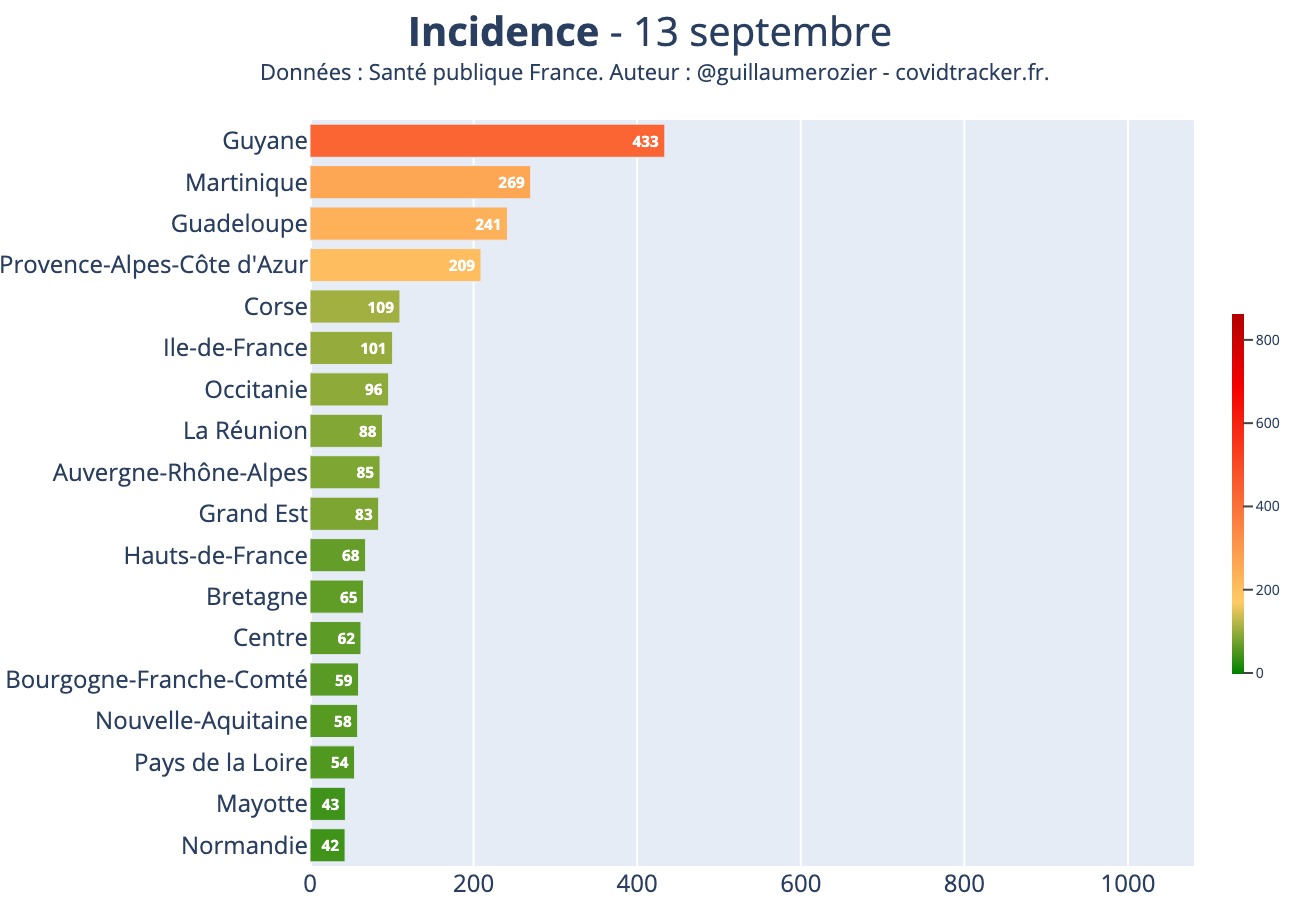 Incidence - 13 septembre
Données : Santé publique France. Auteur : @guillaumerozier - covidtracker.fr.
Guyane 433
Martinique 269
Guadeloupe 241
Provence-Alpes-Côte d'Azur 209
Corse 109
Ile-de-France 101
Occitanie 96
La Réunion 88
Auvergne-Rhône-Alpes 85
Grand Est 83
Hauts-de-France 68
Bretagne 65
Centre 62
Bourgogne-Franche-Comté 59
Nouvelle-Aquitaine 58
Pays de la Loire 54
Mayotte 43
Normandie 42
0 200 400 600 800 1000
800
600
400
200
0